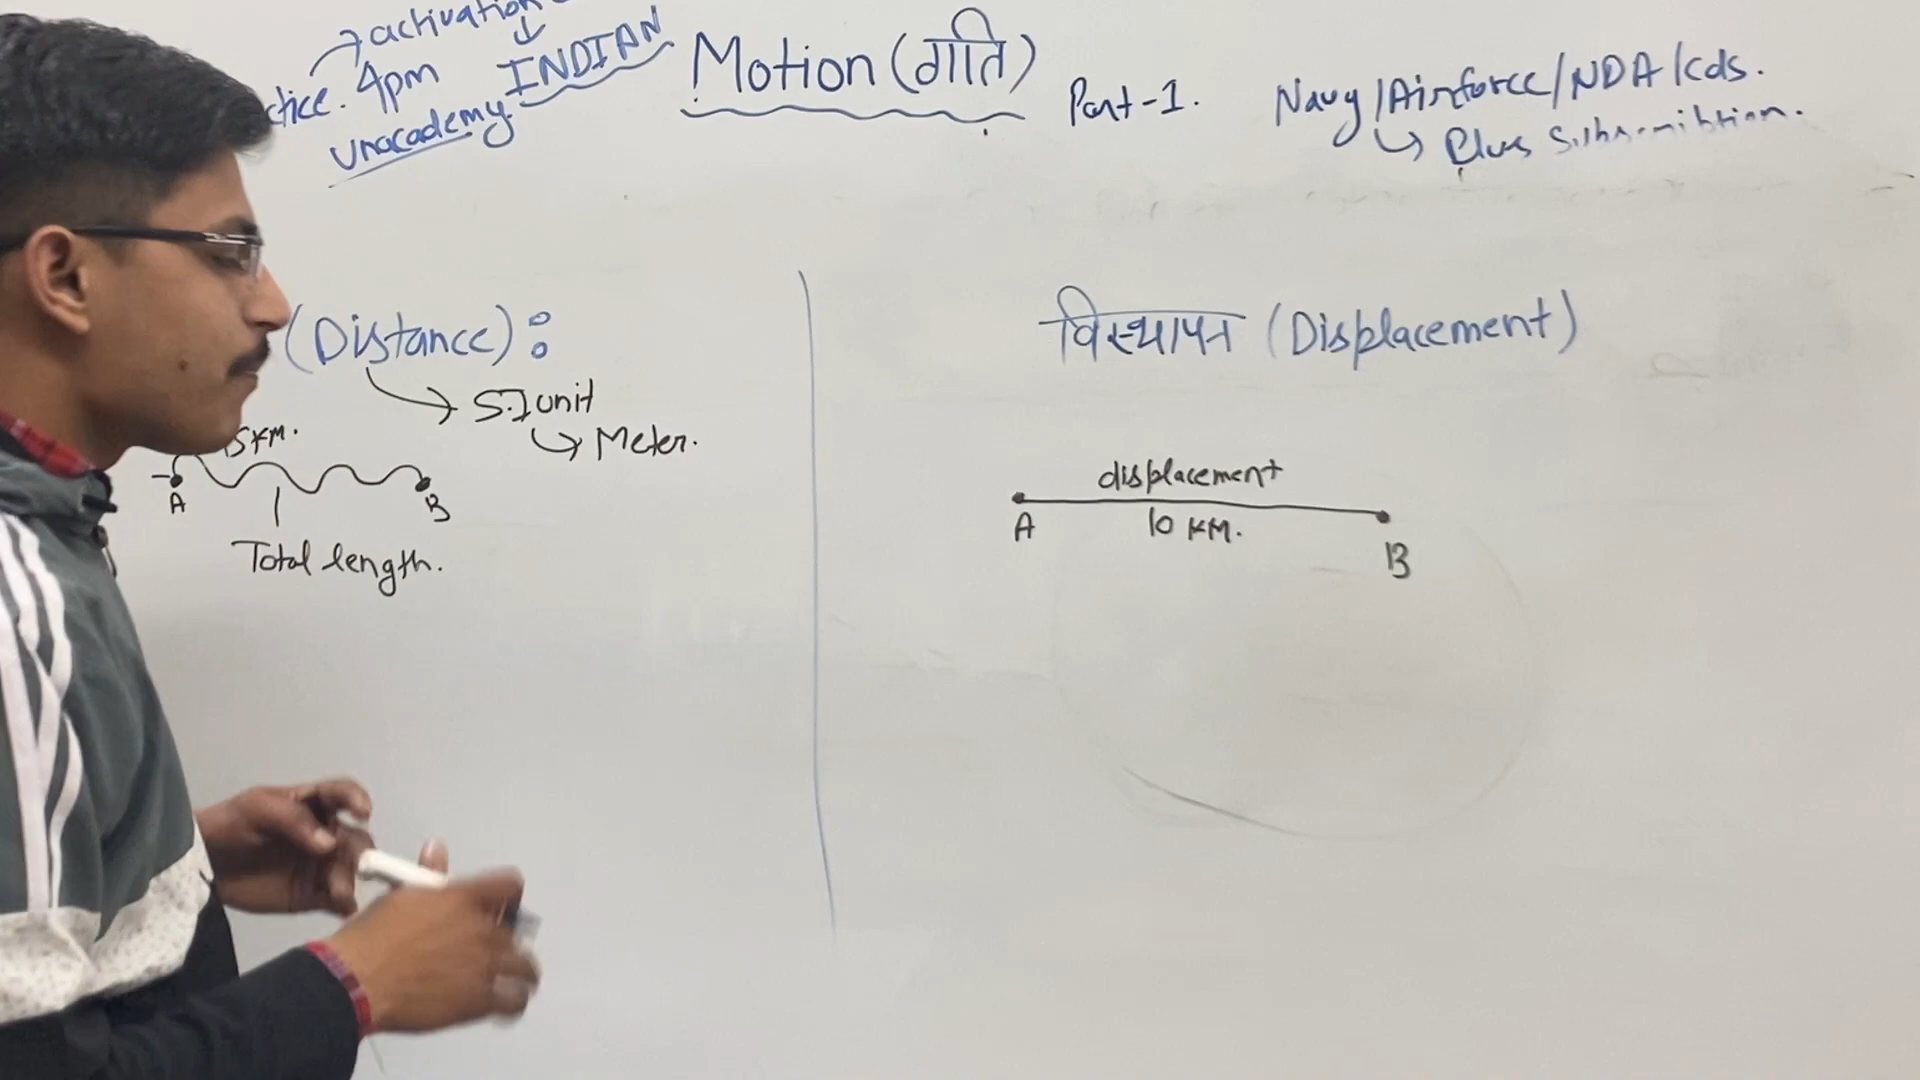 activation
4pm INDIAN
unacademy.
Motion (गति)
Part-1.
Navy/Airforce/NDA/cds.
Plus
(Distance) :
S.I unit
Meter.
KM.
A
B
Total length.
विस्थापन (Displacement)
displacement
A
10 KM.
B